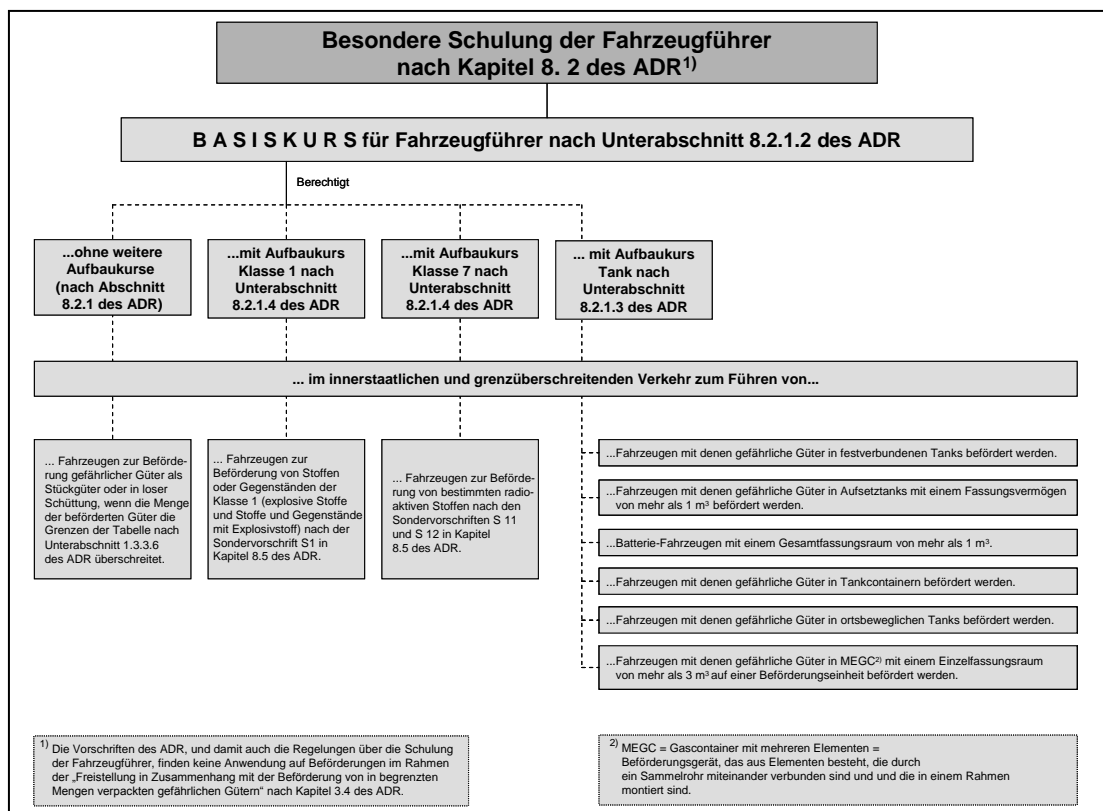 Besondere Schulung der Fahrzeugführer
nach Kapitel 8. 2 des ADR1)
B A S I S K U R S für Fahrzeugführer nach Unterabschnitt 8.2.1.2 des ADR
Berechtigt
...ohne weitere
Aufbaukurse
(nach Abschnitt
8.2.1 des ADR)
...mit Aufbaukurs
Klasse 1 nach
Unterabschnitt
8.2.1.4 des ADR
...mit Aufbaukurs
Klasse 7 nach
Unterabschnitt
8.2.1.4 des ADR
... mit Aufbaukurs
Tank nach
Unterabschnitt
8.2.1.3 des ADR
... im innerstaatlichen und grenzüberschreitenden Verkehr zum Führen von...
... Fahrzeugen zur Beförde-
rung gefährlicher Güter als
Stückgüter oder in loser
Schüttung, wenn die Menge
der beförderten Güter die
Grenzen der Tabelle nach
Unterabschnitt 1.3.3.6
des ADR überschreitet.
... Fahrzeugen zur
Beförderung von Stoffen
oder Gegenständen der
Klasse 1 (explosive Stoffe
und Stoffe und Gegenstände
mit Explosivstoff) nach der
Sondervorschrift S1 in
Kapitel 8.5 des ADR.
... Fahrzeugen zur Beförde-
rung von bestimmten radio-
aktiven Stoffen nach den
Sondervorschriften S 11
und S 12 in Kapitel
8.5 des ADR.
...Fahrzeugen mit denen gefährliche Güter in festverbundenen Tanks befördert werden.
...Fahrzeugen mit denen gefährliche Güter in Aufsetztanks mit einem Fassungsvermögen
von mehr als 1 m³ befördert werden.
...Batterie-Fahrzeugen mit einem Gesamtfassungsraum von mehr als 1 m³.
...Fahrzeugen mit denen gefährliche Güter in Tankcontainern befördert werden.
...Fahrzeugen mit denen gefährliche Güter in ortsbeweglichen Tanks befördert werden.
...Fahrzeugen mit denen gefährliche Güter in MEGC2) mit einem Einzelfassungsraum
von mehr als 3 m³ auf einer Beförderungseinheit befördert werden.
1) Die Vorschriften des ADR, und damit auch die Regelungen über die Schulung
der Fahrzeugführer, finden keine Anwendung auf Beförderungen im Rahmen
der „Freistellung in Zusammenhang mit der Beförderung von in begrenzten
Mengen verpackten gefährlichen Gütern“ nach Kapitel 3.4 des ADR.
2) MEGC = Gascontainer mit mehreren Elementen =
Beförderungsgerät, das aus Elementen besteht, die durch
ein Sammelrohr miteinander verbunden sind und und die in einem Rahmen
montiert sind.